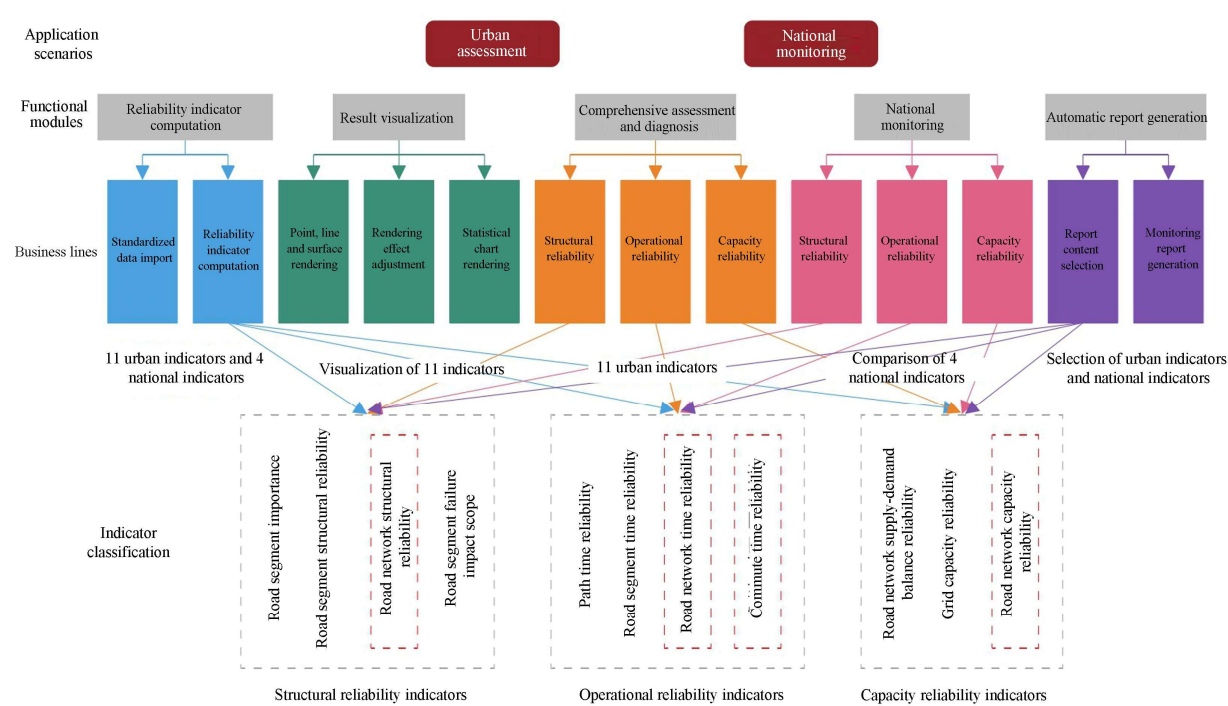 Application
scenarios
Urban
assessment
National
monitoring
Functional
modules
Reliability indicator
computation
Result visualization
Comprehensive assessment
and diagnosis
National
monitoring
Automatic report generation
Business lines
Standardized
data import
Reliability
indicator
computation
Point, line
and surface
rendering
Rendering
effect
adjustment
Statistical
chart
rendering
Structural
reliability
Operational
reliability
Capacity
reliability
Structural
reliability
Operational
reliability
Capacity
reliability
Report
content
selection
Monitoring
report
generation
11 urban indicators and 4
national indicators
Visualization of 11 indicators
11 urban indicators
Comparison of 4
national indicators
Selection of urban indicators
and national indicators
Indicator
classification
Road segment importance
Road segment structural reliability
Road network structural
reliability
Road segment failure
impact scope
Path time reliability
Road segment time reliability
Road network time reliability
Commute time reliability
Road network supply-demand
balance reliability
Grid capacity reliability
Road network capacity
reliability
Structural reliability indicators
Operational reliability indicators
Capacity reliability indicators